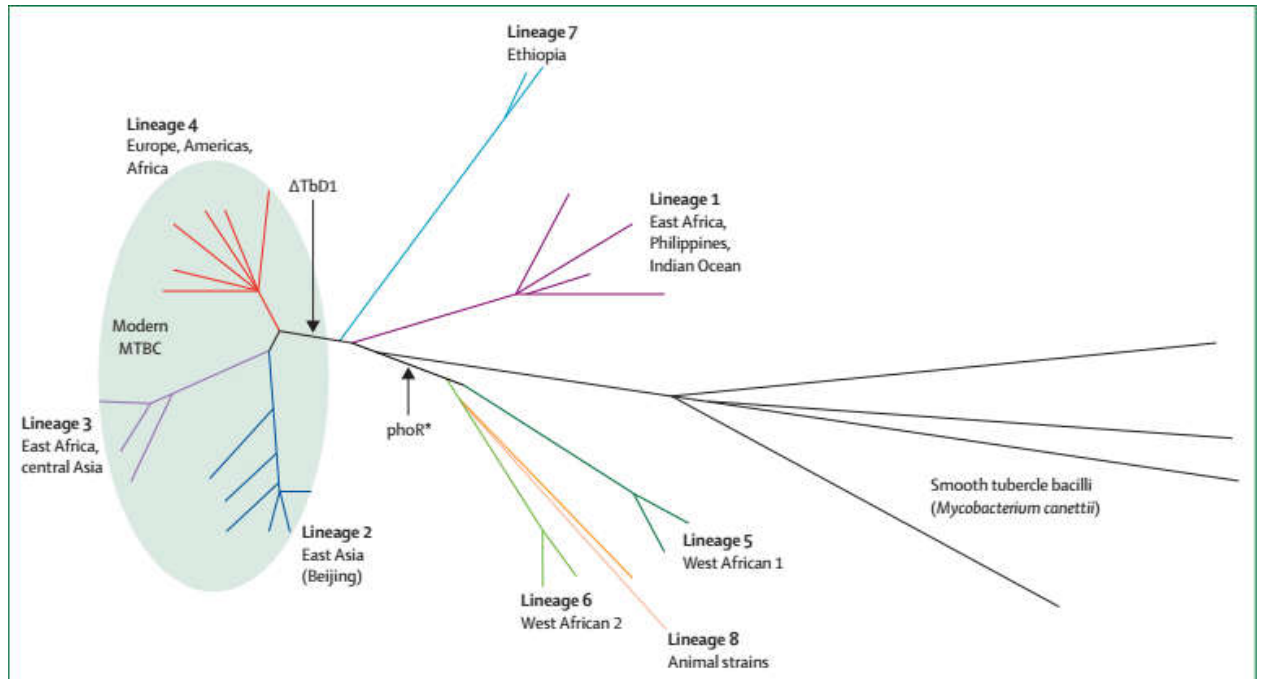 Lineage 7
Ethiopia
Lineage 4
Europe, Americas,
Africa
ΔTbD1
Lineage 1
East Africa,
Philippines,
Indian Ocean
Modern
MTBC
Lineage 3
East Africa,
central Asia
phoR*
Smooth tubercle bacilli
(Mycobacterium canettii)
Lineage 2
East Asia
(Beijing)
Lineage 5
West African 1
Lineage 6
West African 2
Lineage 8
Animal strains